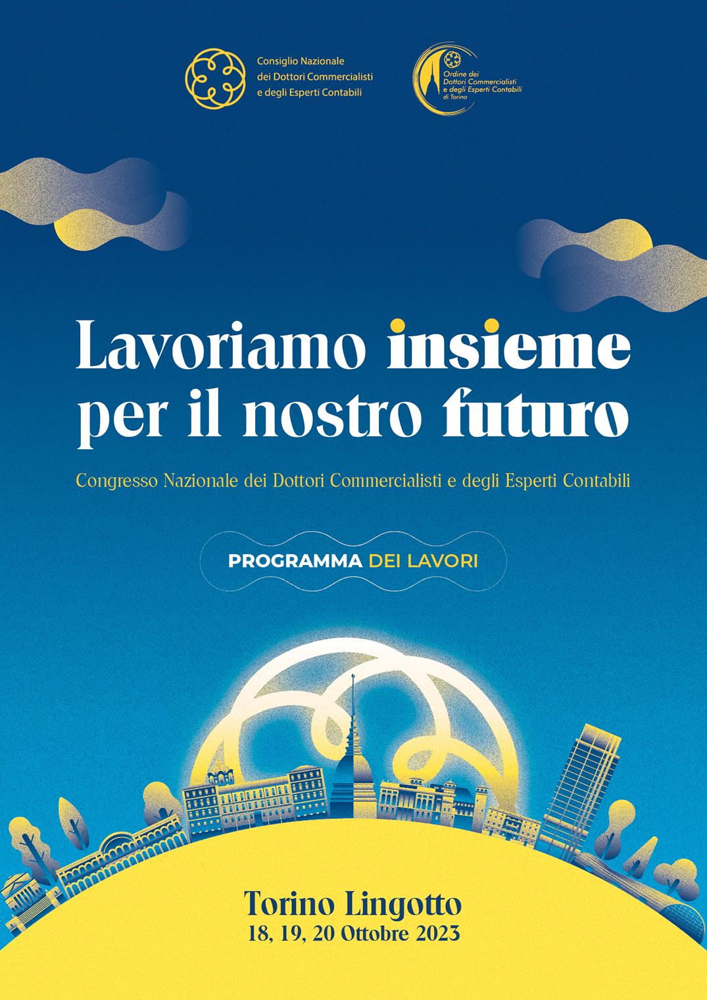 Consiglio Nazionale
dei Dottori Commercialisti
e degli Esperti Contabili
Ordine dei
Dottori Commercialisti
e degli Esperti Contabili
di Torino
Lavoriamo insieme
per il nostro futuro
Congresso Nazionale dei Dottori Commercialisti e degli Esperti Contabili
PROGRAMMA DEI LAVORI
Torino Lingotto
18, 19, 20 Ottobre 2023